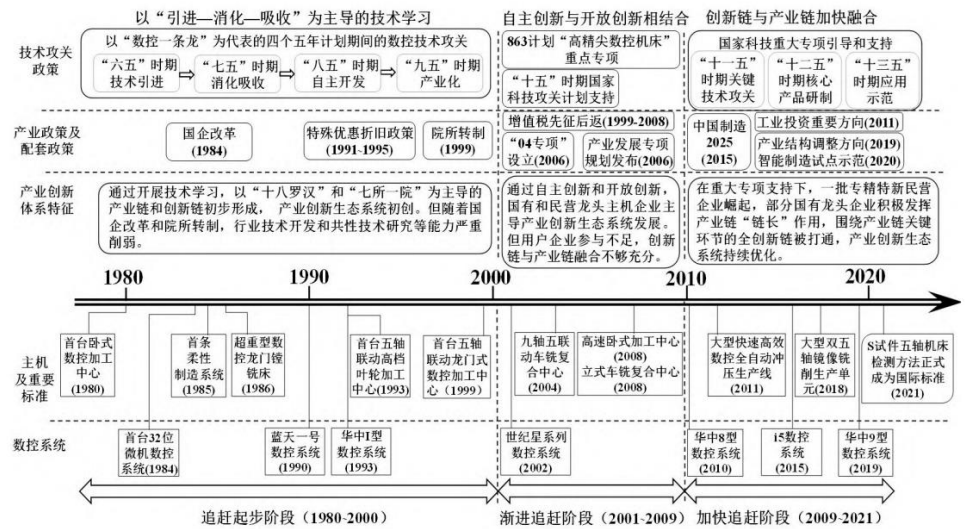 以“引进—消化—吸收”为主导的技术学习
自主创新与开放创新相结合
创新链与产业链加快融合
技术攻关
政策
以“数控一条龙”为代表的四个五年计划期间的数控技术攻关
“六五”时期
技术引进
“七五”时期
消化吸收
“八五”时期
自主开发
“九五”时期
产业化
863计划“高精尖数控机床”
重点专项
“十五”时期国家
科技攻关计划支持
国家科技重大专项引导和支持
“十一五”
时期关键
技术攻关
“十二五”
时期核心
产品研制
“十三五”
时期应用
示范
产业政策及
配套政策
国企改革
(1984)
特殊优惠折旧政策
(1991~1995)
院所转制
(1999)
增值税先征后返(1999-2008)
“04专项”
设立(2006)
产业发展专项
规划发布(2006)
中国制造
2025
(2015)
工业投资重要方向(2011)
产业结构调整方向(2019)
智能制造试点示范(2020)
产业创新
体系特征
通过开展技术学习，以“十八罗汉”和“七所一院”为主导的
产业链和创新链初步形成， 产业创新生态系统初创。但随着国
企改革和院所转制，行业技术开发和共性技术研究等能力严重
削弱。
通过自主创新和开放创新，
国有和民营龙头主机企业主
导产业创新生态系统发展。
但用户企业参与不足，创新
链与产业链融合不够充分。
在重大专项支持下，一批专精特新民营
企业崛起，部分国有龙头企业积极发挥
产业链“链长”作用，围绕产业链关键
环节的全创新链被打通，产业创新生态
系统持续优化。
1980
1990
2000
2010
2021
主机
及重要
标准
首台卧式
数控加工
中心
(1980)
首条
柔性
制造系统
(1985)
超重型数
控龙门镗
铣床
(1986)
首台五轴
联动高档
叶轮加工
中心(1993)
首台五轴
联动龙门式
数控加工中
心（1999）
九轴五联
动车铣复
合中心
(2004)
高速卧式加工中心
(2008)
立式车铣复合中心
(2008)
大型快速高效
数控全自动冲
压生产线
(2011)
大型双五
轴镜像铣
削生产单
元(2018)
S试件五轴机床
检测方法正式
成为国际标准
(2021)
数控系统
首台32位
微机数控
系统(1984)
蓝天一号
数控系统
(1990)
华中I型
数控系统
(1993)
世纪星系列
数控系统
(2002)
华中8型
数控系统
(2010)
i5数控
系统
(2015)
华中9型
数控系统
(2019)
追赶起步阶段（1980~2000）
渐进追赶阶段（2001~2009）
加快追赶阶段（2009~2021）